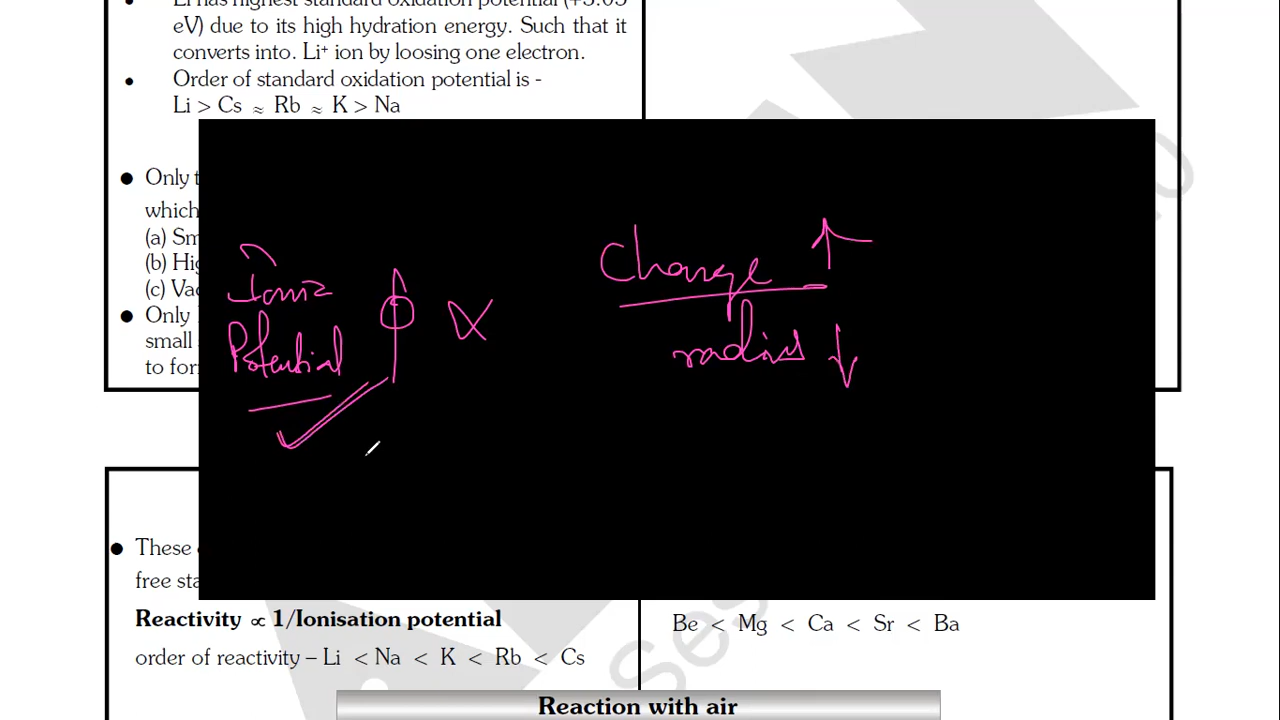 Li has highest standard oxidation potential (+3.05
eV) due to its high hydration energy. Such that it
converts into. Li⁺ ion by loosing one electron.
• Order of standard oxidation potential is -
Li > Cs ≈ Rb ≈ K > Na
● Only
which
(a) Sm
(b) Hig
(c) Vac
● Only
small
to for
Ionic
Potential ϕ ∝ Charge ↑
radius ↓
● These
free sta
Reactivity ∝ 1/Ionisation potential
order of reactivity – Li < Na < K < Rb < Cs
Be < Mg < Ca < Sr < Ba
Reaction with air